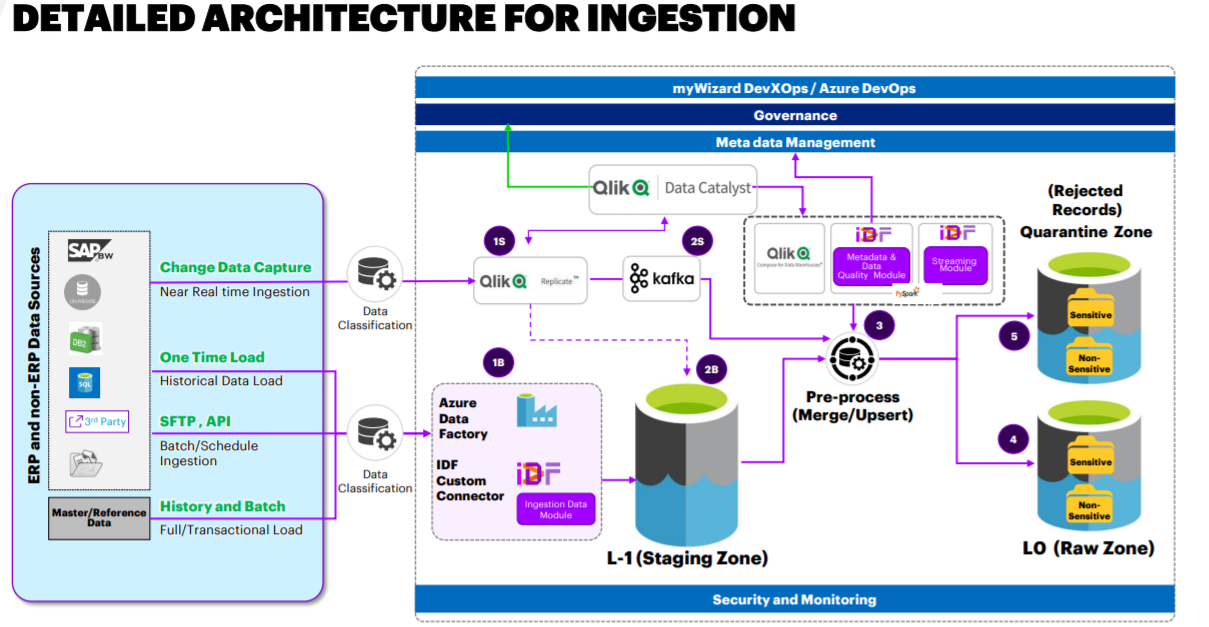 DETAILED ARCHITECTURE FOR INGESTION
myWizard DevXOps / Azure DevOps
Governance
Meta data Management
Qlik Data Catalyst
(Rejected
Records)
Quarantine Zone
ERP and non-ERP Data Sources
SAP BW
ON-PREMISE
DB2
SQL
3rd Party
Master/Reference
Data
Change Data Capture
Near Real time Ingestion
One Time Load
Historical Data Load
SFTP , API
Batch/Schedule
Ingestion
History and Batch
Full/Transactional Load
Data
Classification
Data
Classification
1S
Qlik Replicate™
2S
kafka
Qlik
Compose for Data Warehouses®
iDF
Metadata &
Data
Quality Module
iDF
Streaming
Module
PySpark
1B
Azure
Data
Factory
IDF
Custom
Connector
iDF
Ingestion Data
Module
2B
L-1 (Staging Zone)
3
Pre-process
(Merge/Upsert)
5
Sensitive
Non-
Sensitive
4
Sensitive
Non-
Sensitive
L0 (Raw Zone)
Security and Monitoring